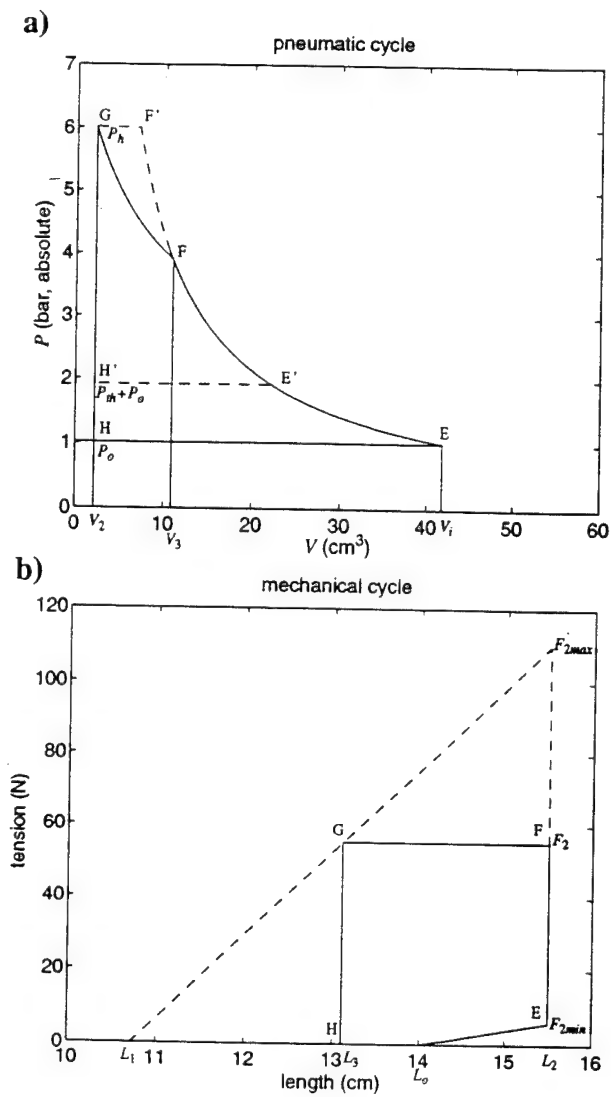 a)
pneumatic cycle
7
G F'
6
P_h
5
P (bar, absolute)
4
F
3
H' E'
2
P_th+P_o
H E
1
P_o
0
0 V_2 10 V_3 20 30 40 V_i 50 60
V (cm^3)
b)
mechanical cycle
120
F_2max
100
80
tension (N)
60
G F F_2
40
20
H E F_2min
0
10 L_1 11 12 13 L_3 14 L_o 15 L_2 16
length (cm)